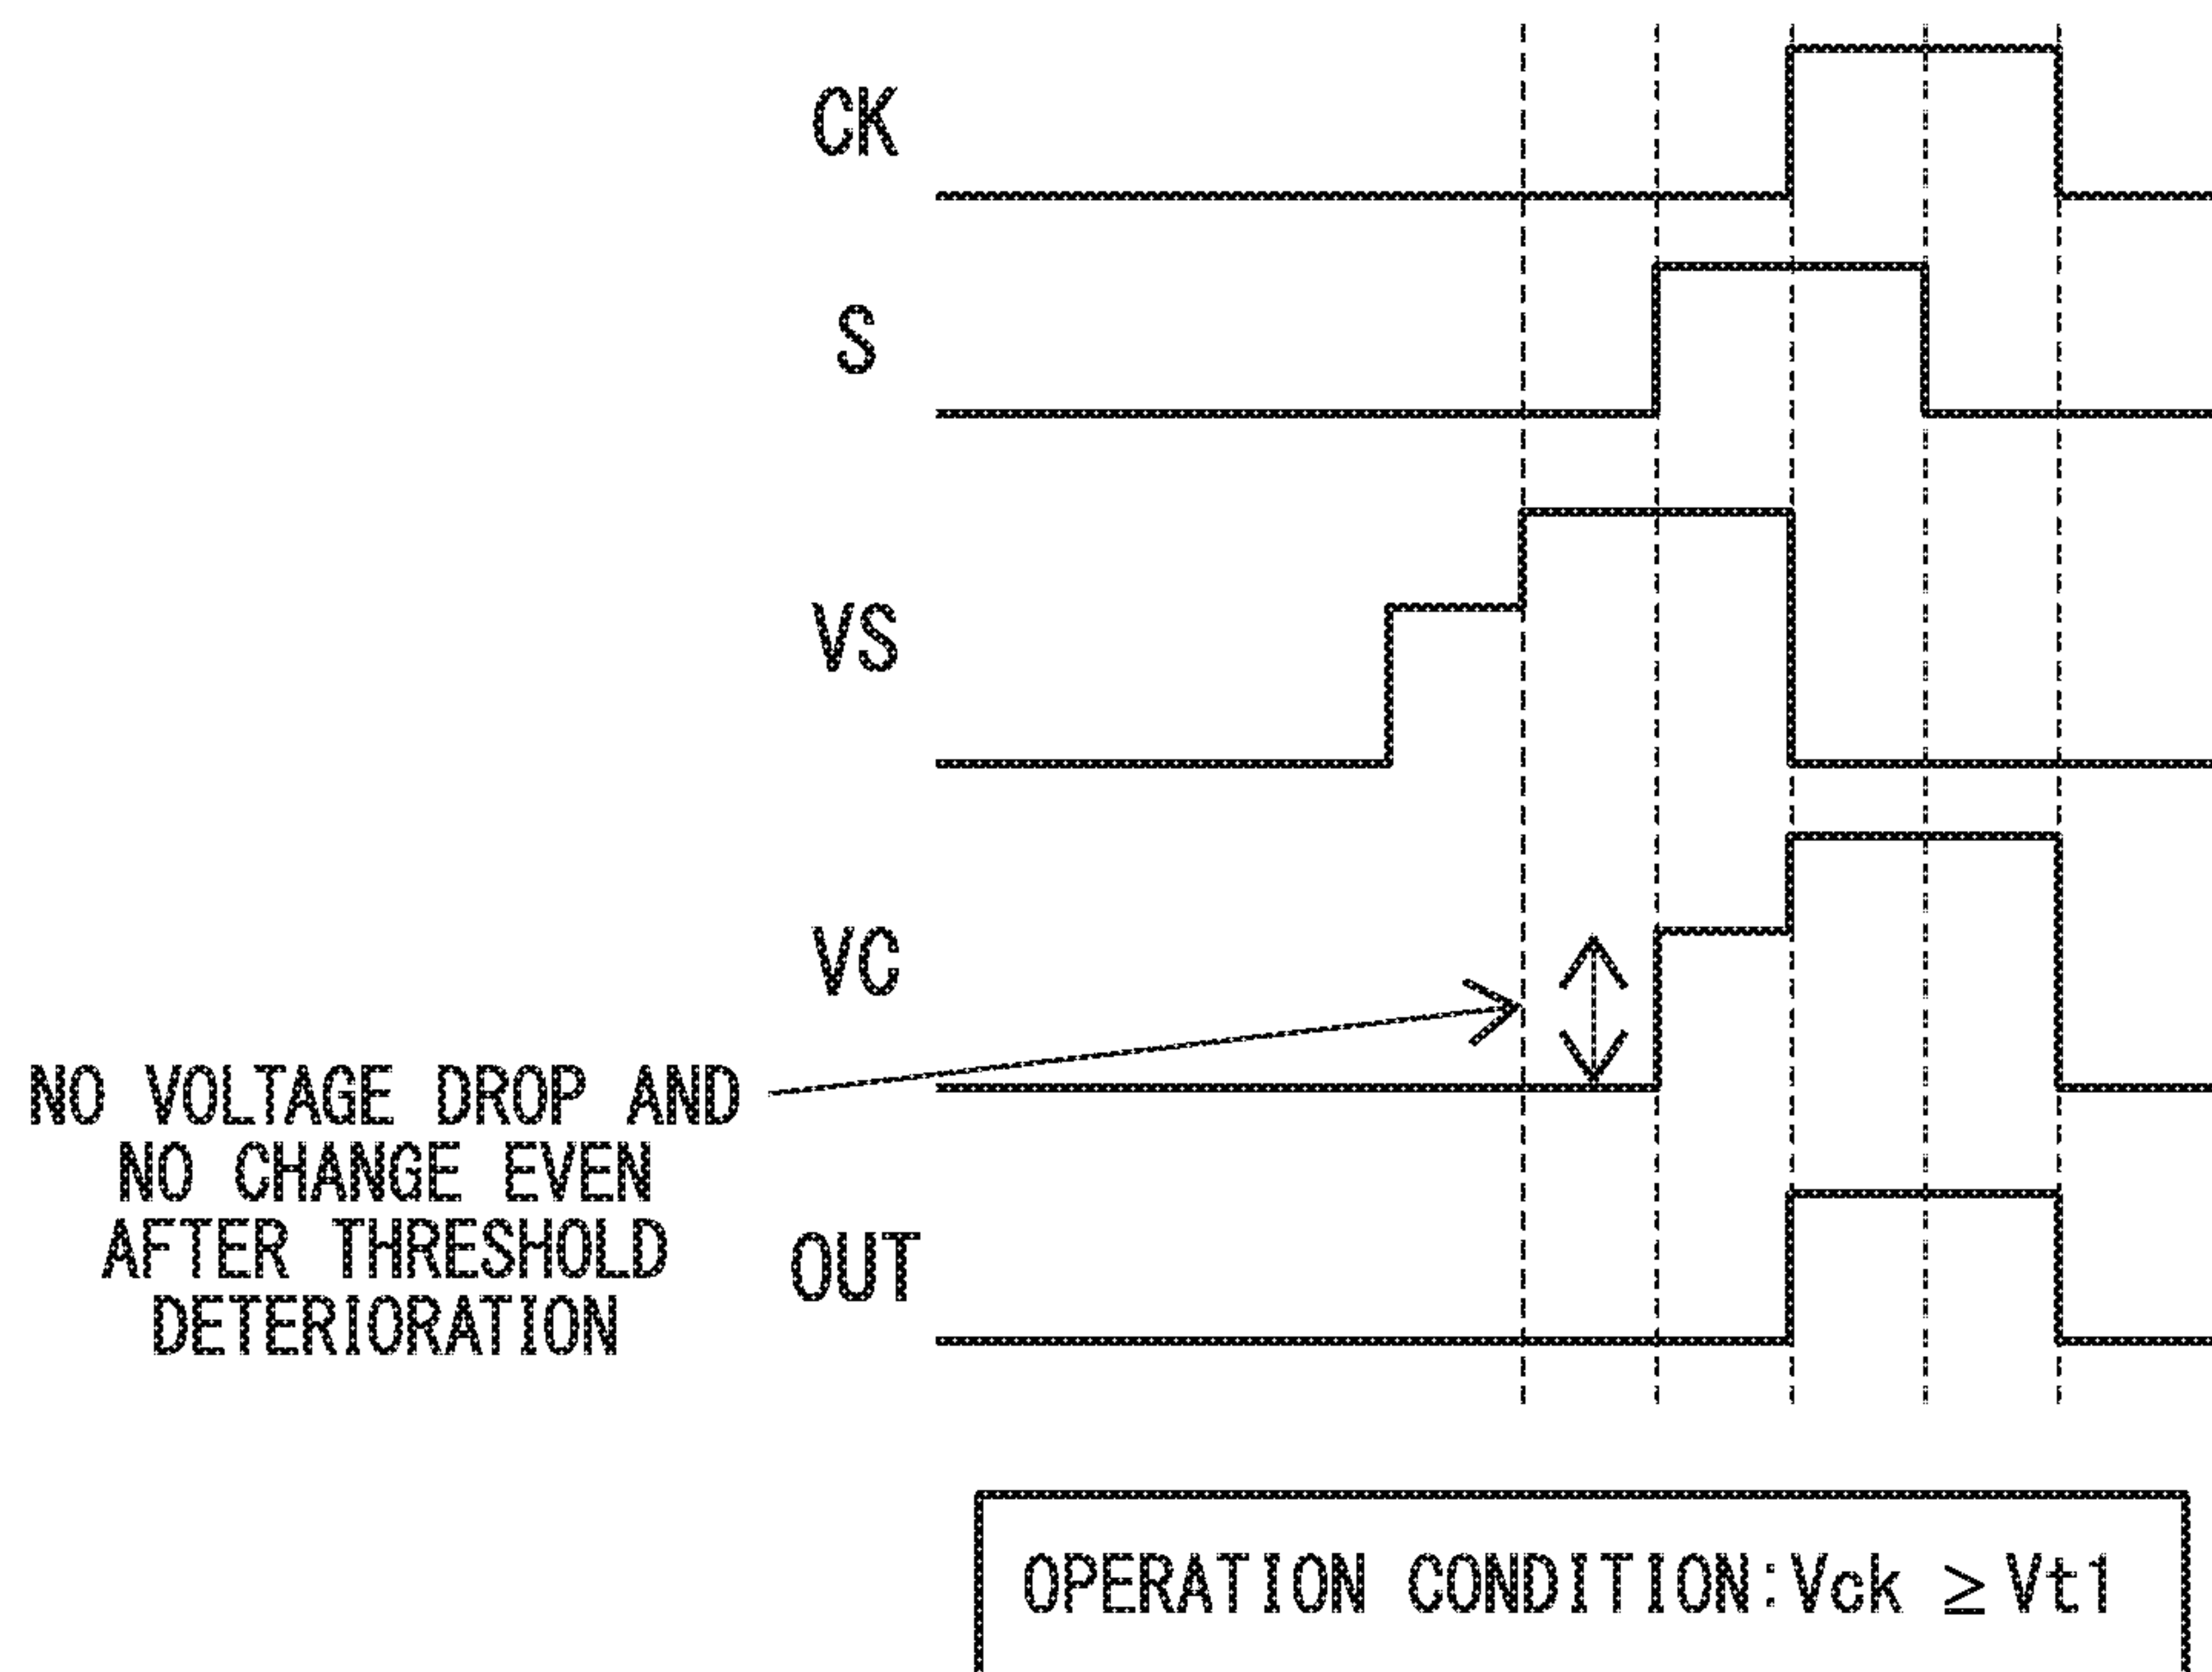 CK
S
VS
VC
NO VOLTAGE DROP AND
NO CHANGE EVEN
AFTER THRESHOLD
DETERIORATION
OUT
OPERATION CONDITION:Vck ≥ Vt1